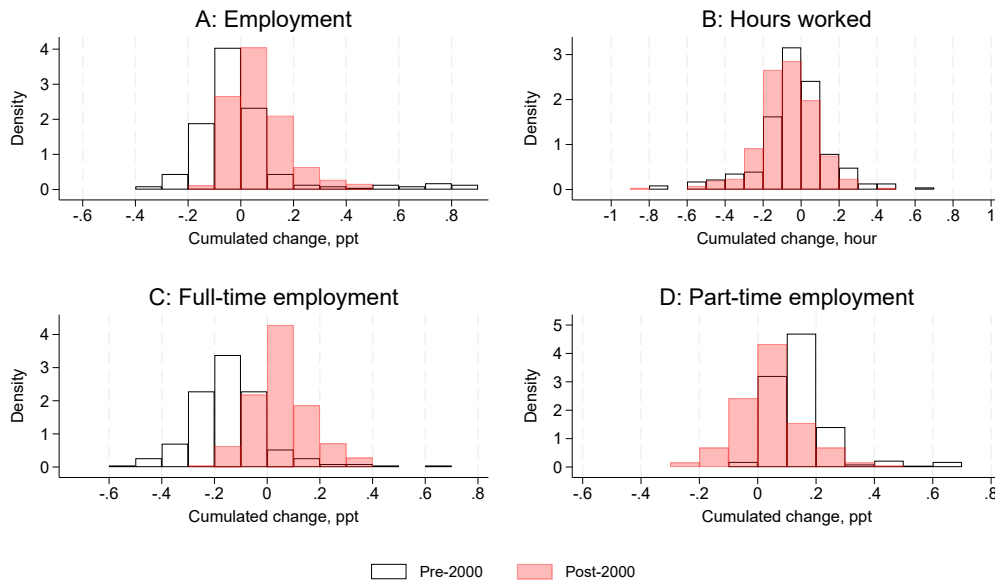 A: Employment
Density
4
3
2
1
0
-.6 -.4 -.2 0 .2 .4 .6 .8
Cumulated change, ppt
B: Hours worked
Density
3
2
1
0
-1 -.8 -.6 -.4 -.2 0 .2 .4 .6 .8 1
Cumulated change, hour
C: Full-time employment
Density
4
3
2
1
0
-.6 -.4 -.2 0 .2 .4 .6 .8
Cumulated change, ppt
D: Part-time employment
Density
5
4
3
2
1
0
-.6 -.4 -.2 0 .2 .4 .6 .8
Cumulated change, ppt
Pre-2000 Post-2000